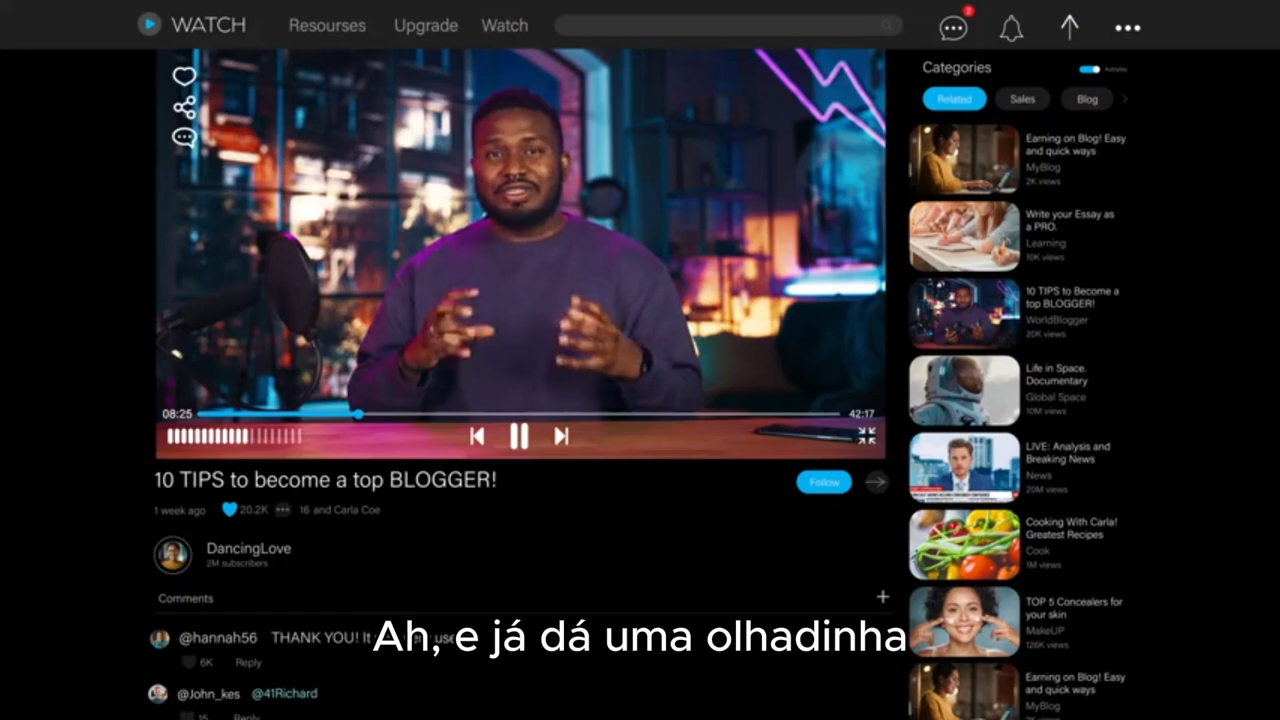 WATCH Resourses Upgrade Watch
2
Categories
Autoplay
Related Sales Blog
Earning on Blog! Easy
and quick ways
MyBlog
2K views
Write your Essay as
a PRO.
Learning
10K views
10 TIPS to Become a
top BLOGGER!
WorldBlogger
20K views
Life in Space.
Documentary
Global Space
10M views
LIVE: Analysis and
Breaking News
News
20M views
Cooking With Carla!
Greatest Recipes
Cook
1M views
TOP 5 Concealers for
your skin
MakeUP
126K views
Earning on Blog! Easy
and quick ways
MyBlog
08:25 42:17
10 TIPS to become a top BLOGGER!
Follow
1 week ago 20.2K 16 and Carla Coe
DancingLove
2M subscribers
Comments
@hannah56 THANK YOU!
6K Reply
Ah, e já dá uma olhadinha
@John_kes @41Richard
15 Reply